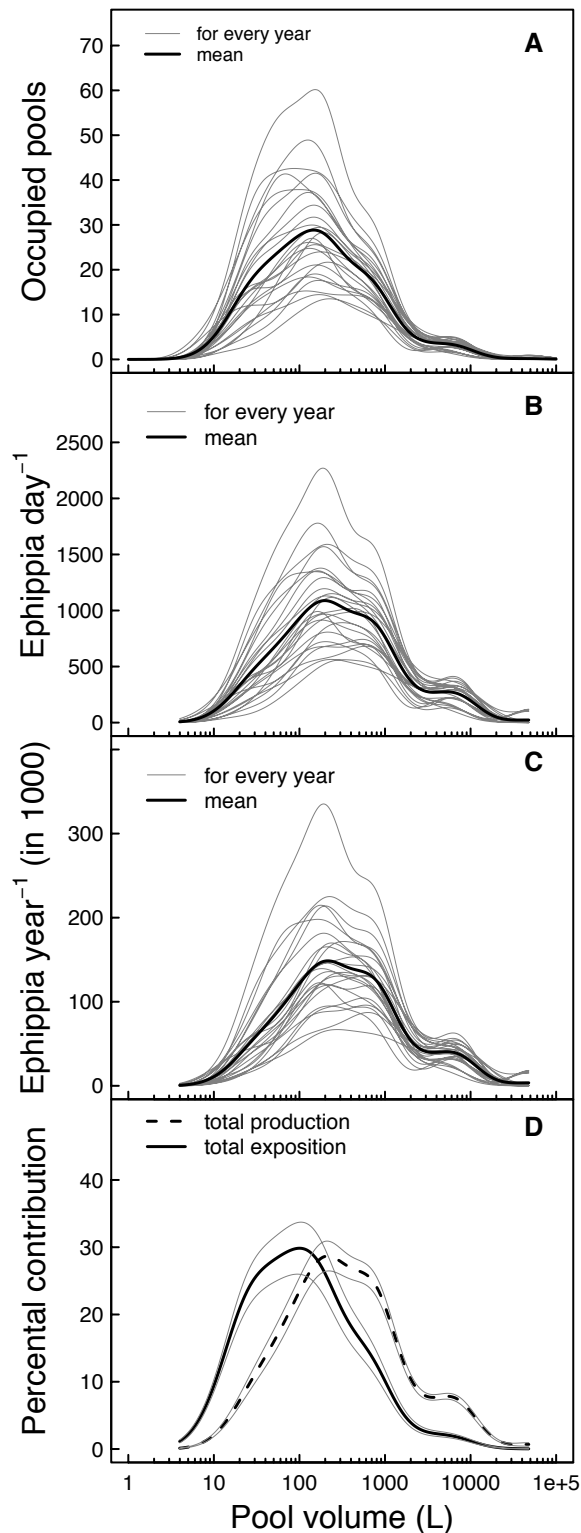 for every year
mean
A
70
60
50
40
30
20
10
0
Occupied pools
for every year
mean
B
2500
2000
1500
1000
500
0
Ephippia day⁻¹
for every year
mean
C
300
200
100
0
Ephippia year⁻¹ (in 1000)
total production
total exposition
D
40
30
20
10
0
Percental contribution
1 10 100 1000 10000 1e+5
Pool volume (L)